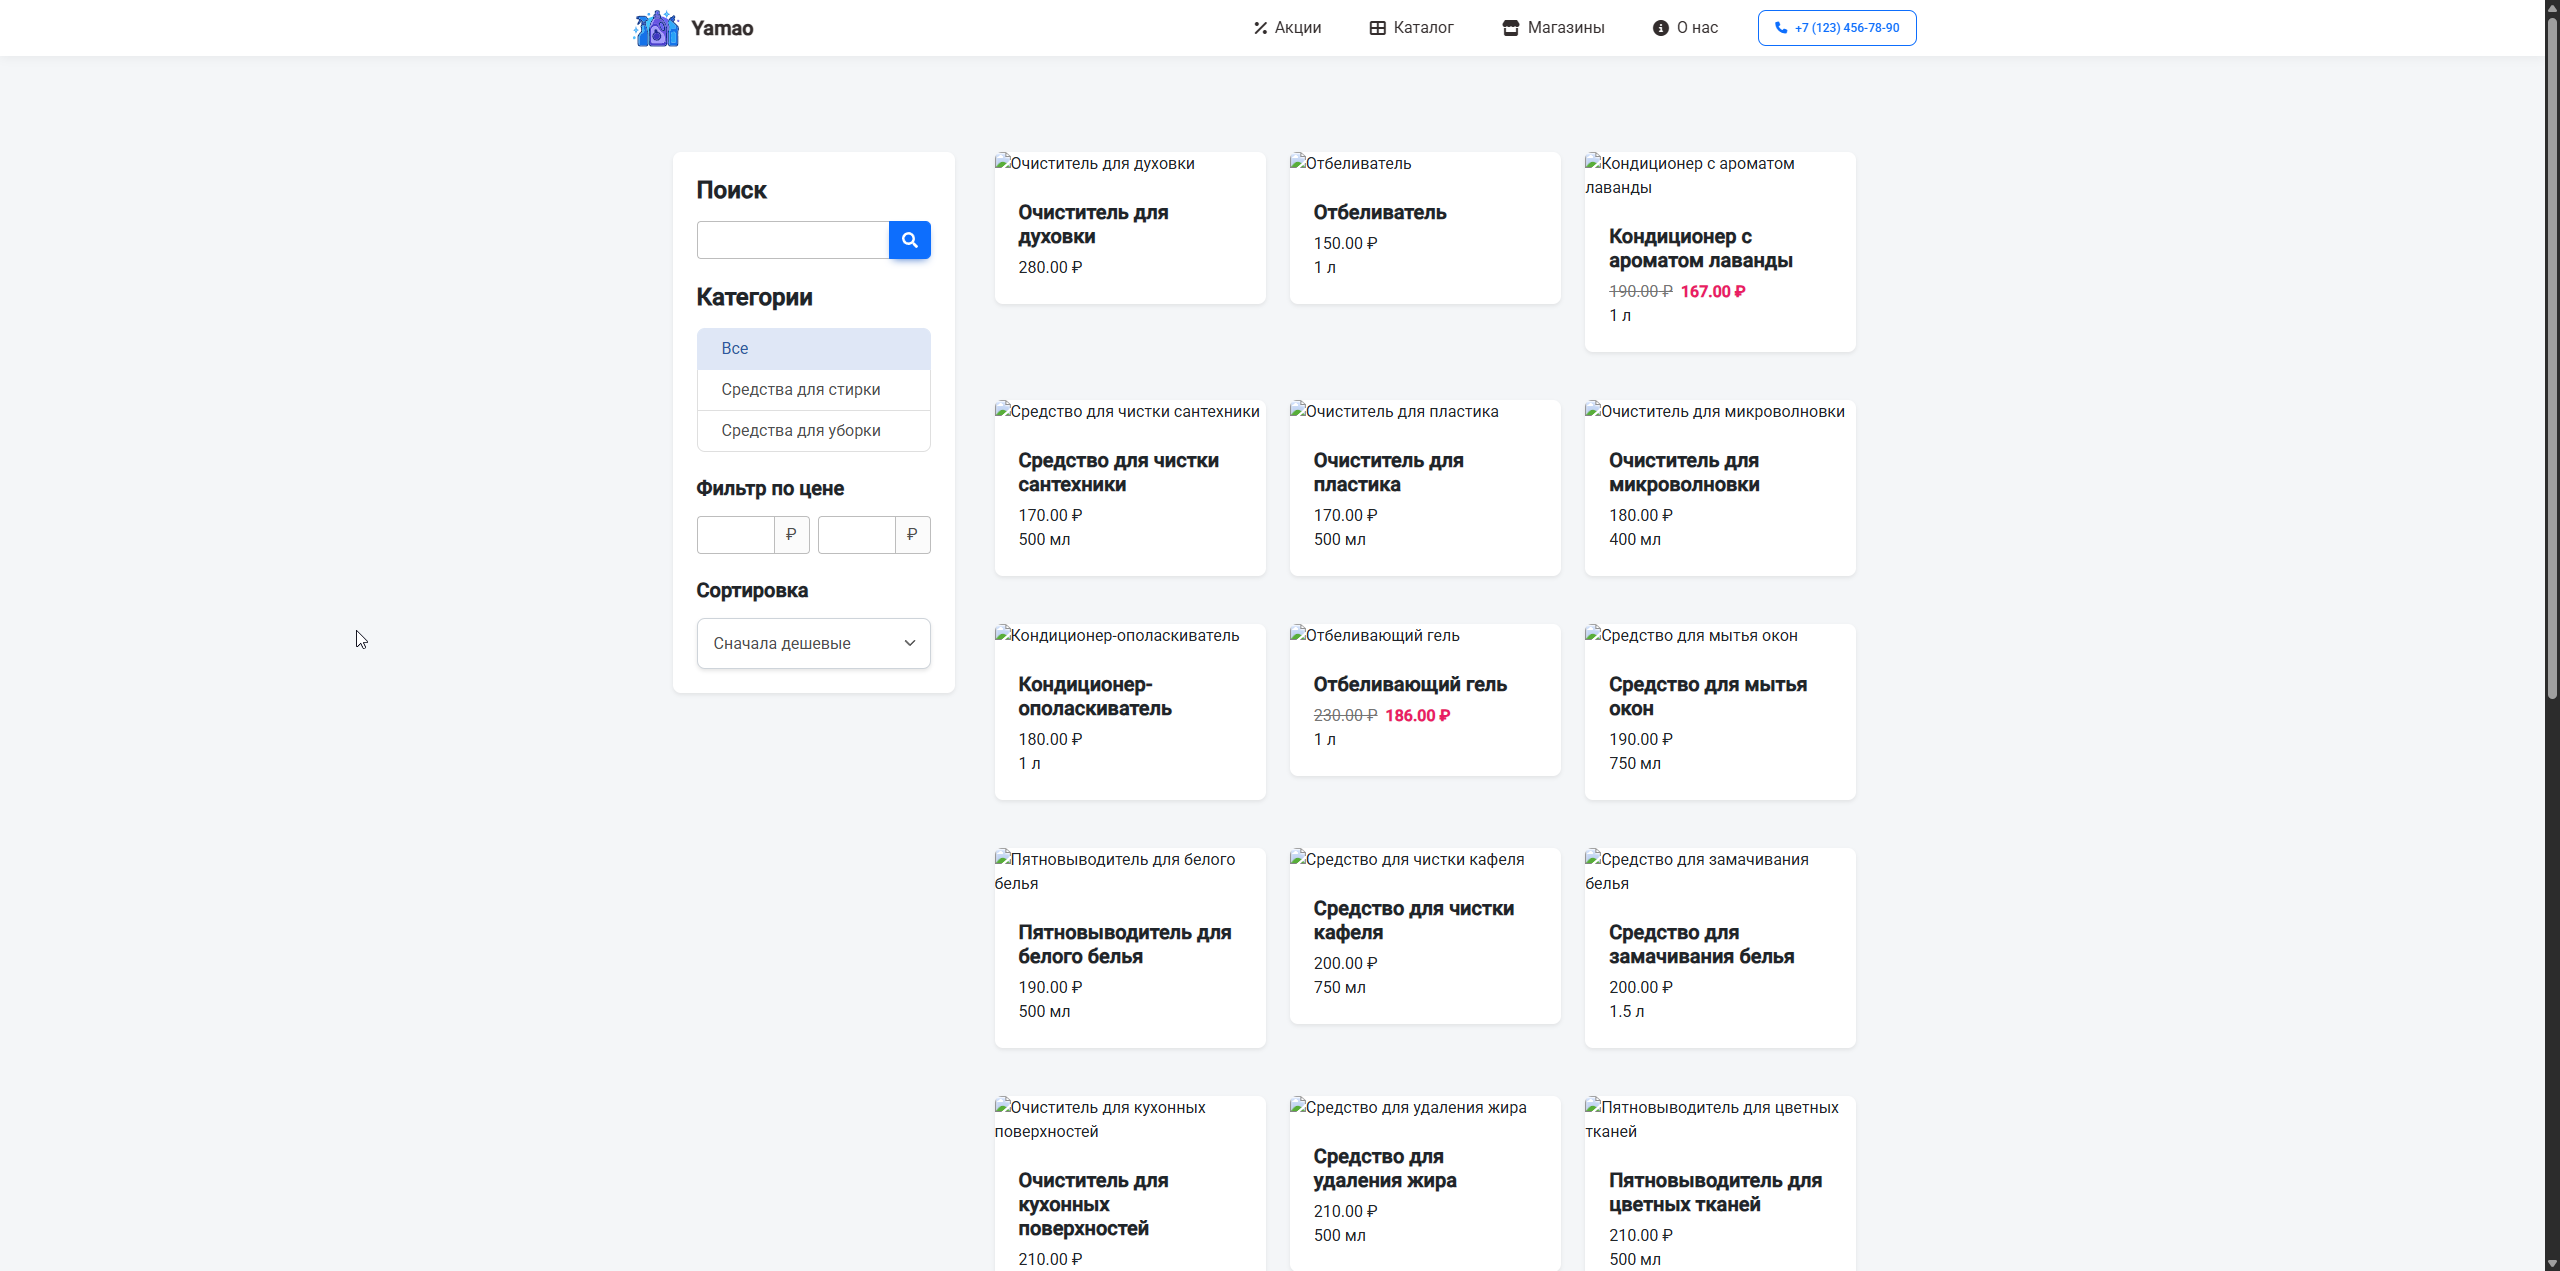 Yamao
Акции
Каталог
Магазины
О нас
+7 (123) 456-78-90
Поиск
Категории
Все
Средства для стирки
Средства для уборки
Фильтр по цене
₽
₽
Сортировка
Сначала дешевые
Очиститель для духовки
Очиститель для
духовки
280.00 ₽
Отбеливатель
Отбеливатель
150.00 ₽
1 л
Кондиционер с ароматом
лаванды
Кондиционер с
ароматом лаванды
190.00 ₽ 167.00 ₽
1 л
Средство для чистки сантехники
Средство для чистки
сантехники
170.00 ₽
500 мл
Очиститель для пластика
Очиститель для
пластика
170.00 ₽
500 мл
Очиститель для микроволновки
Очиститель для
микроволновки
180.00 ₽
400 мл
Кондиционер-ополаскиватель
Кондиционер-
ополаскиватель
180.00 ₽
1 л
Отбеливающий гель
Отбеливающий гель
230.00 ₽ 186.00 ₽
1 л
Средство для мытья окон
Средство для мытья
окон
190.00 ₽
750 мл
Пятновыводитель для белого
белья
Пятновыводитель для
белого белья
190.00 ₽
500 мл
Средство для чистки кафеля
Средство для чистки
кафеля
200.00 ₽
750 мл
Средство для замачивания
белья
Средство для
замачивания белья
200.00 ₽
1.5 л
Очиститель для кухонных
поверхностей
Очиститель для
кухонных
поверхностей
210.00 ₽
Средство для удаления жира
Средство для
удаления жира
210.00 ₽
500 мл
Пятновыводитель для цветных
тканей
Пятновыводитель для
цветных тканей
210.00 ₽
500 мл